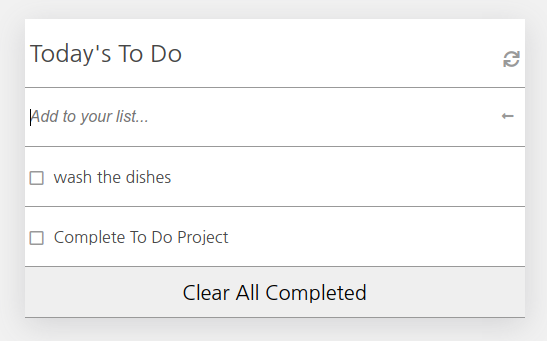 Today's To Do
Add to your list...
wash the dishes
Complete To Do Project
Clear All Completed